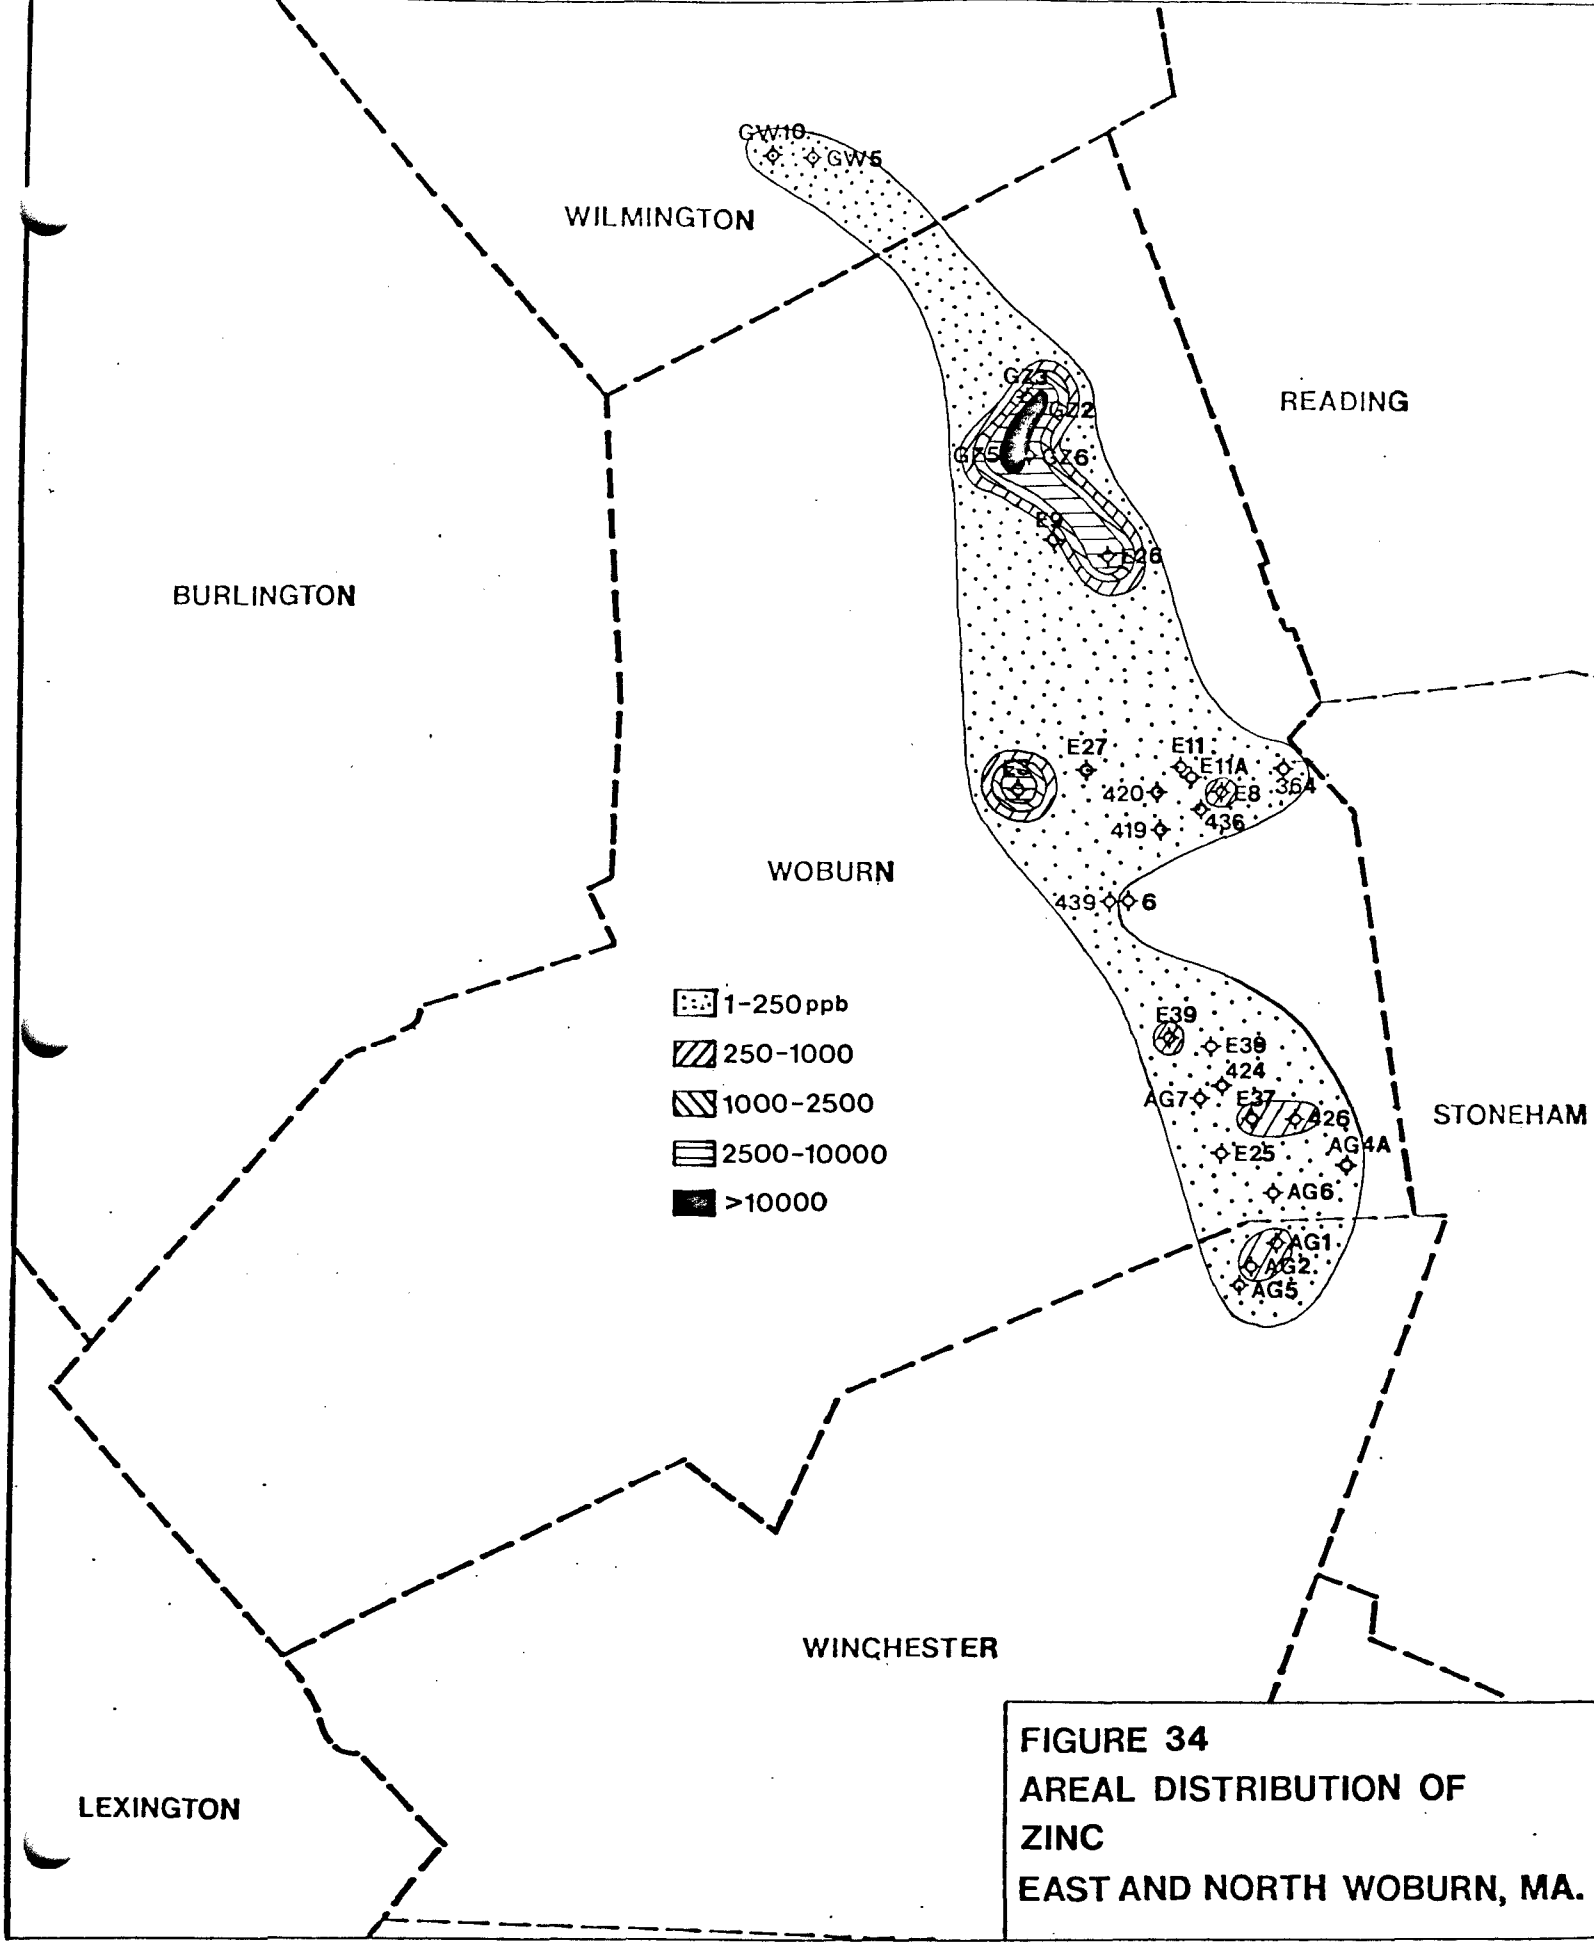 GW10
GW5
WILMINGTON
GZ3
GZ2
READING
GZ5
GZ6
E9
E26
BURLINGTON
E27
E11
E3
E11A
420
E8
364
436
419
WOBURN
439
6
1-250ppb
E39
250-1000
E38
424
AG7
E37
1000-2500
426
STONEHAM
AG4A
2500-10000
E25
AG6
>10000
AG1
AG2
AG5
WINCHESTER
FIGURE 34
LEXINGTON
AREAL DISTRIBUTION OF
ZINC
EAST AND NORTH WOBURN, MA.